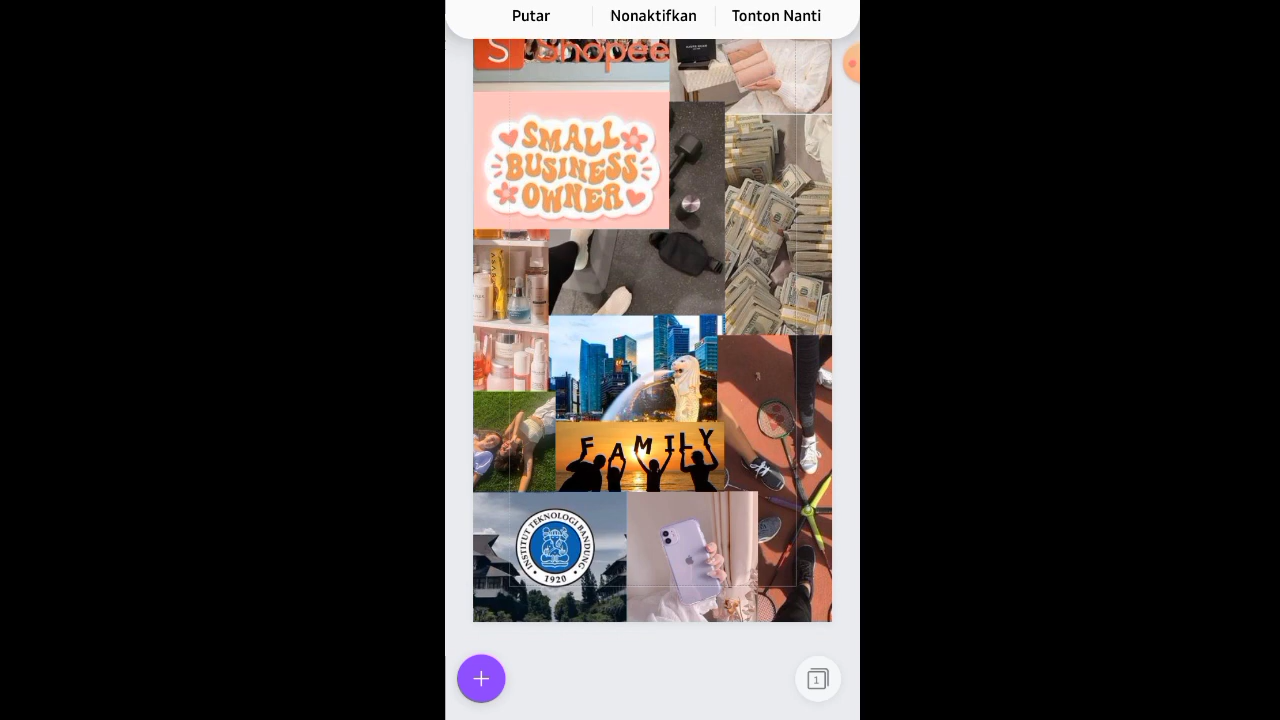 Putar
Nonaktifkan
Tonton Nanti
S Shopee
SMALL
BUSINESS
OWNER
FAMILY
INSTITUT TEKNOLOGI BANDUNG
1920
1